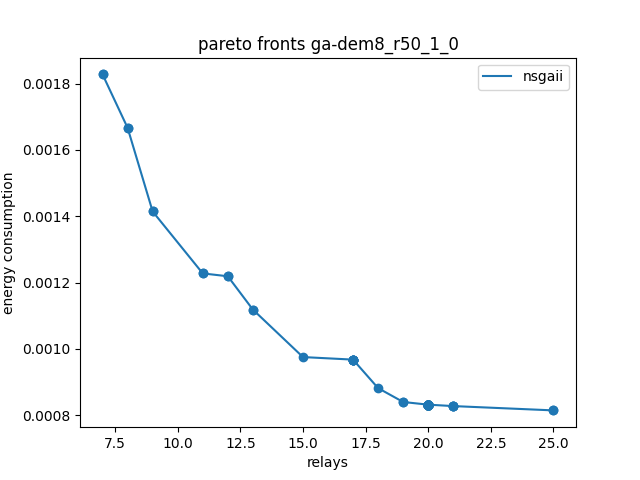 pareto fronts ga-dem8_r50_1_0
nsgaii
energy consumption
0.0018
0.0016
0.0014
0.0012
0.0010
0.0008
7.5 10.0 12.5 15.0 17.5 20.0 22.5 25.0
relays